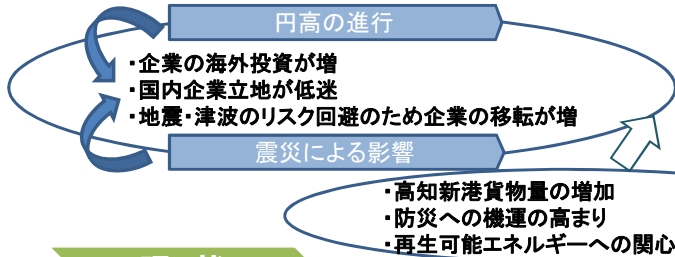 円高の進行
・企業の海外投資が増
・国内企業立地が低迷
・地震・津波のリスク回避のため企業の移転が増
震災による影響
・高知新港貨物量の増加
・防災への機運の高まり
・再生可能エネルギーへの関心